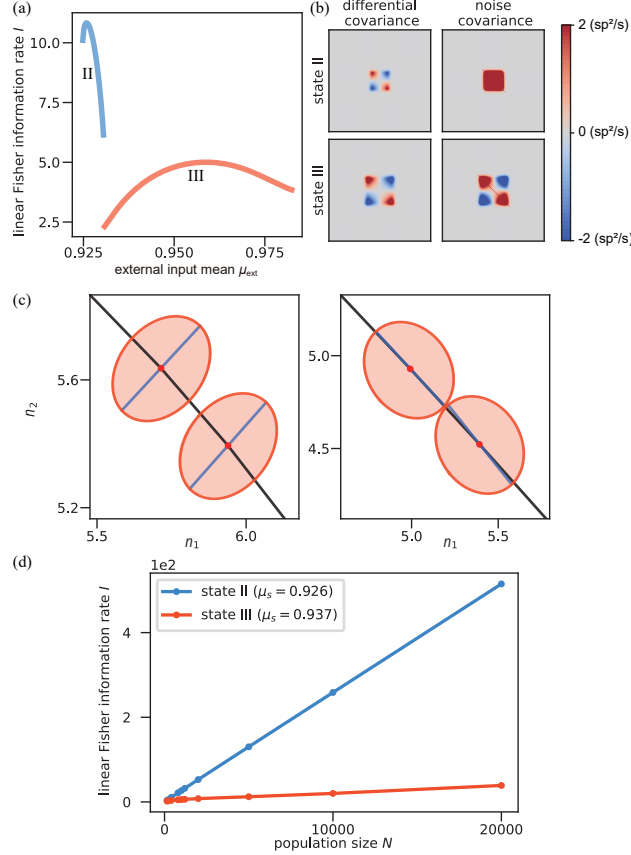 (a)
linear Fisher information rate I
10.0
7.5
5.0
2.5
II
III
0.925
0.950
0.975
external input mean μext
(b)
differential
covariance
noise
covariance
state II
state III
2 (sp²/s)
0 (sp²/s)
-2 (sp²/s)
(c)
n2
5.6
5.2
5.5
6.0
n1
5.0
4.5
5.0
5.5
n1
(d)
1e2
linear Fisher information rate I
4
2
0
state II (μs = 0.926)
state III (μs = 0.937)
0
10000
20000
population size N